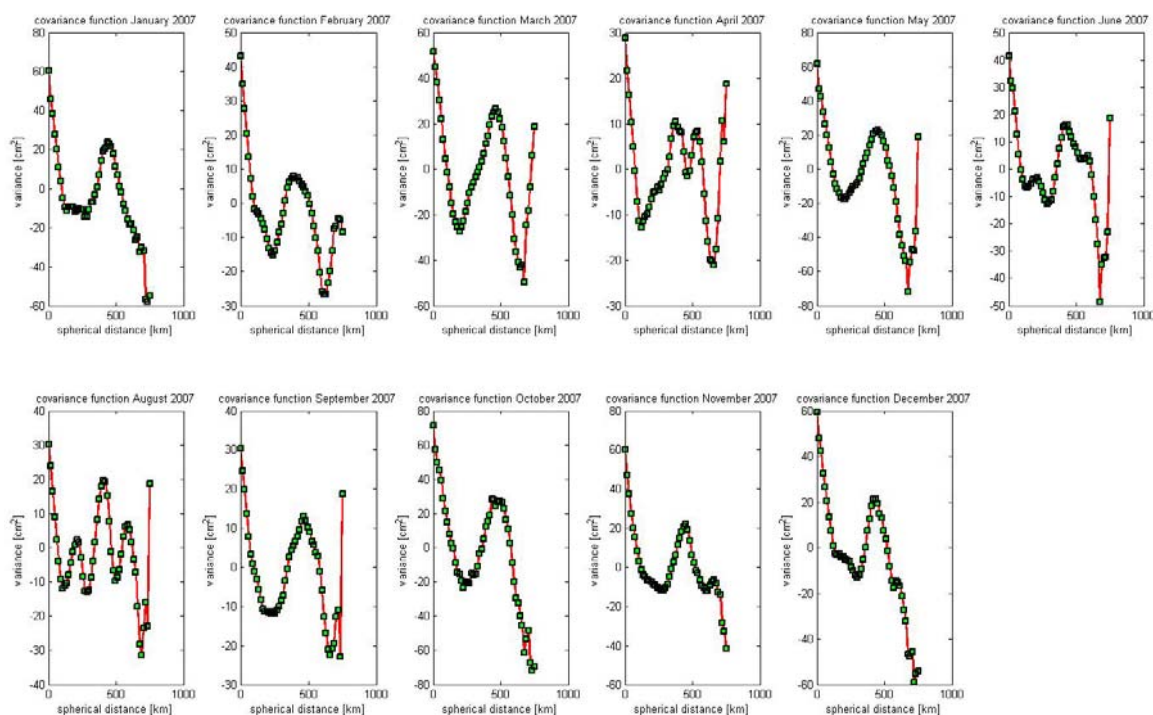 covariance function January 2007
80
60
40
20
0
-20
-40
-60
variance [cm2]
0 500 1000
spherical distance [km]
covariance function February 2007
50
40
30
20
10
0
-10
-20
-30
variance [cm2]
0 500 1000
spherical distance [km]
covariance function March 2007
60
40
20
0
-20
-40
-60
variance [cm2]
0 500 1000
spherical distance [km]
covariance function April 2007
30
20
10
0
-10
-20
-30
variance [cm2]
0 500 1000
spherical distance [km]
covariance function May 2007
80
60
40
20
0
-20
-40
-60
-80
variance [cm2]
0 500 1000
spherical distance [km]
covariance function June 2007
50
40
30
20
10
0
-10
-20
-30
-40
-50
variance [cm2]
0 500 1000
spherical distance [km]
covariance function August 2007
40
30
20
10
0
-10
-20
-30
-40
variance [cm2]
0 500 1000
spherical distance [km]
covariance function September 2007
40
30
20
10
0
-10
-20
-30
variance [cm2]
0 500 1000
spherical distance [km]
covariance function October 2007
80
60
40
20
0
-20
-40
-60
-80
variance [cm2]
0 500 1000
spherical distance [km]
covariance function November 2007
80
60
40
20
0
-20
-40
-60
variance [cm2]
0 500 1000
spherical distance [km]
covariance function December 2007
60
40
20
0
-20
-40
-60
variance [cm2]
0 500 1000
spherical distance [km]